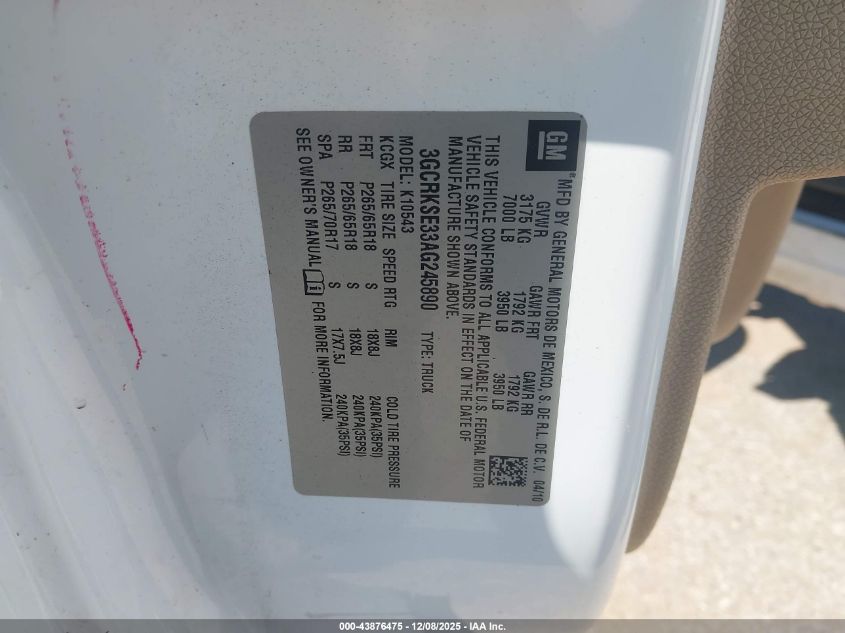 GM
®MFD BY GENERAL MOTORS DE MEXICO, S. DE R.L. DE C.V. 04/10
GVWR GAWR FRT GAWR RR
3175 KG 1792 KG 1792 KG
7000 LB 3950 LB 3950 LB
THIS VEHICLE CONFORMS TO ALL APPLICABLE U.S. FEDERAL MOTOR
VEHICLE SAFETY STANDARDS IN EFFECT ON THE DATE OF
MANUFACTURE SHOWN ABOVE.
3GCRKSE33AG245890 TYPE: TRUCK
MODEL: K10543
KCGX TIRE SIZE SPEED RTG RIM COLD TIRE PRESSURE
FRT P265/65R18 S 18X8J 240KPA(35PSI)
RR P265/65R18 S 18X8J 240KPA(35PSI)
SPA P265/70R17 S 17X7.5J 240KPA(35PSI)
SEE OWNER'S MANUAL i FOR MORE INFORMATION.
000-43876475 - 12/08/2025 - IAA Inc.